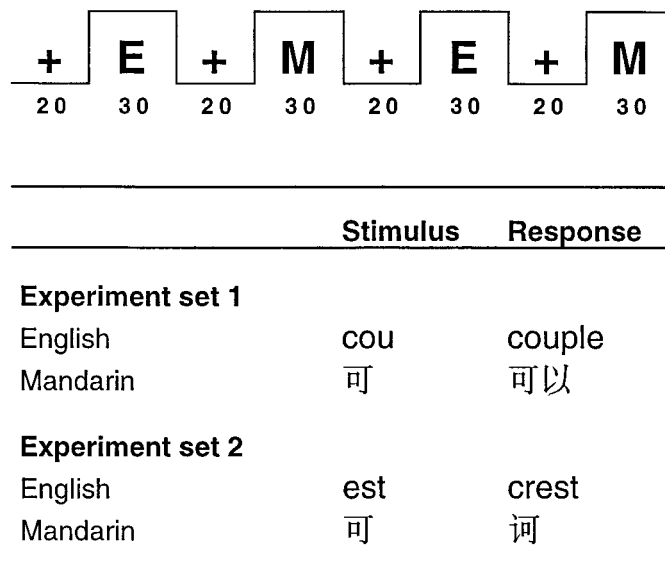 + E + M + E + M
20 30 20 30 20 30 20 30
Stimulus Response
Experiment set 1
English cou couple
Mandarin 可 可以
Experiment set 2
English est crest
Mandarin 可 诃